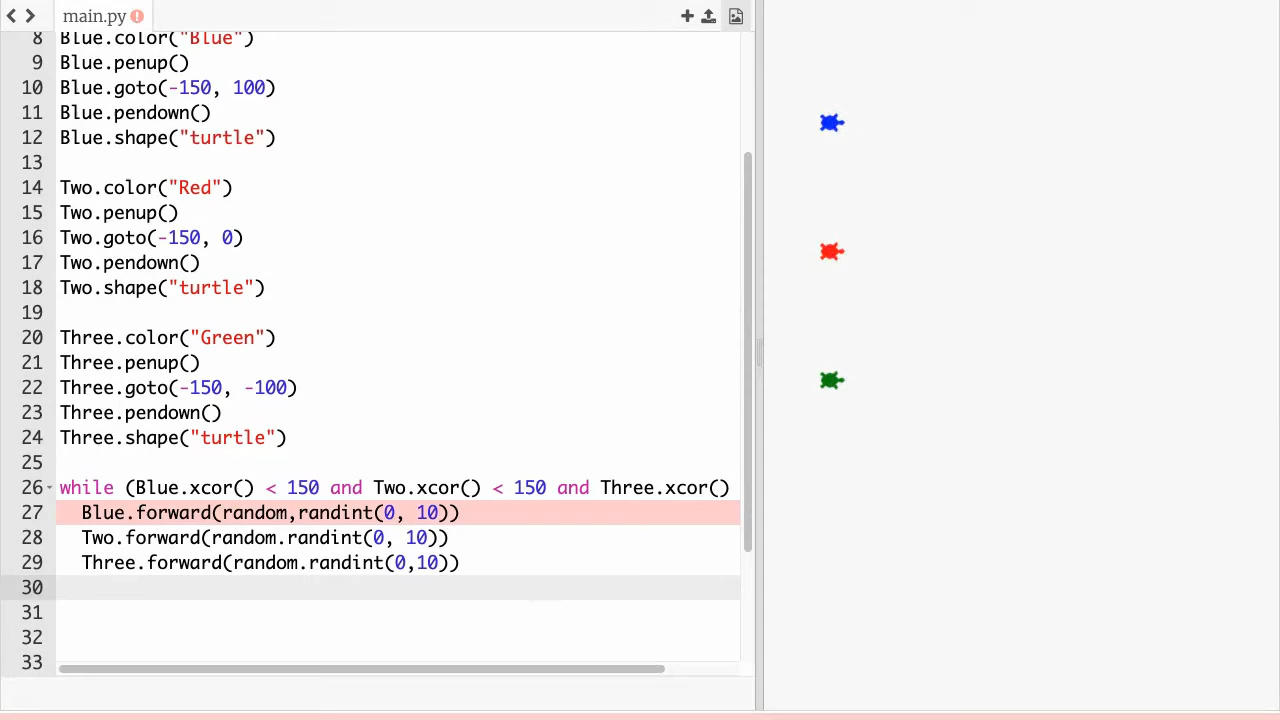 main.py
8 Blue.color("Blue")
9 Blue.penup()
10 Blue.goto(-150, 100)
11 Blue.pendown()
12 Blue.shape("turtle")
13
14 Two.color("Red")
15 Two.penup()
16 Two.goto(-150, 0)
17 Two.pendown()
18 Two.shape("turtle")
19
20 Three.color("Green")
21 Three.penup()
22 Three.goto(-150, -100)
23 Three.pendown()
24 Three.shape("turtle")
25
26 while (Blue.xcor() < 150 and Two.xcor() < 150 and Three.xcor()
27 Blue.forward(random,randint(0, 10))
28 Two.forward(random.randint(0, 10))
29 Three.forward(random.randint(0,10))
30
31
32
33